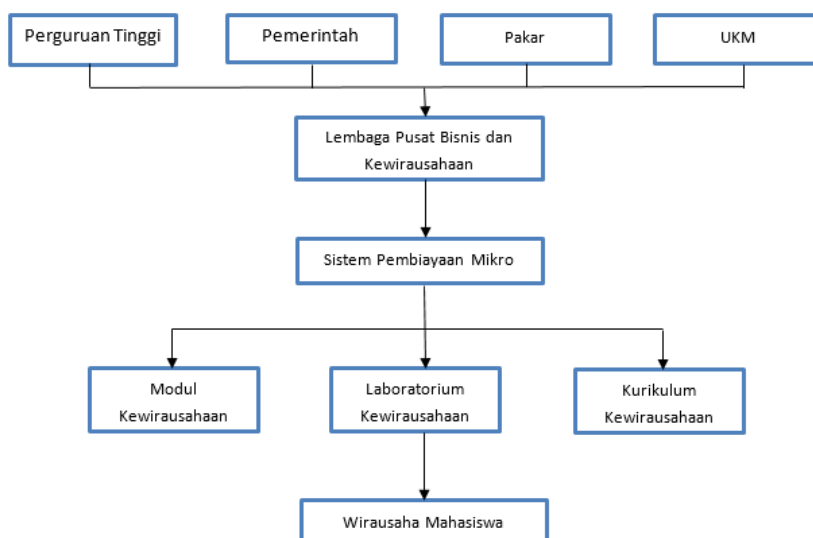 Perguruan Tinggi
Pemerintah
Pakar
UKM
Lembaga Pusat Bisnis dan
Kewirausahaan
Sistem Pembiayaan Mikro
Modul
Kewirausahaan
Laboratorium
Kewirausahaan
Kurikulum
Kewirausahaan
Wirausaha Mahasiswa